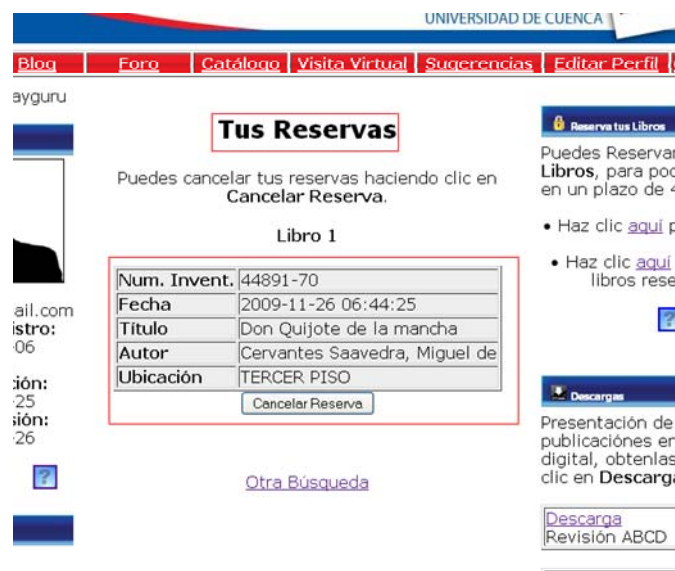 UNIVERSIDAD DE CUENCA
Blog Foro Catálogo Visita Virtual Sugerencias Editar Perfil
ayguru
Tus Reservas
Puedes cancelar tus reservas haciendo clic en
Cancelar Reserva.
Libro 1
Num. Invent. 44891-70
Fecha 2009-11-26 06:44:25
Título Don Quijote de la mancha
Autor Cervantes Saavedra, Miguel de
Ubicación TERCER PISO
Cancelar Reserva
Otra Búsqueda
ail.com
istro:
-06
ión:
-25
sión:
-26
?
Reserva tus Libros
Puedes Reservar
Libros, para poc
en un plazo de 4
• Haz clic aquí p
• Haz clic aquí
libros rese
?
Descargas
Presentación de
publicaciónes en
digital, obtenlas
clic en Descarga
Descarga
Revisión ABCD